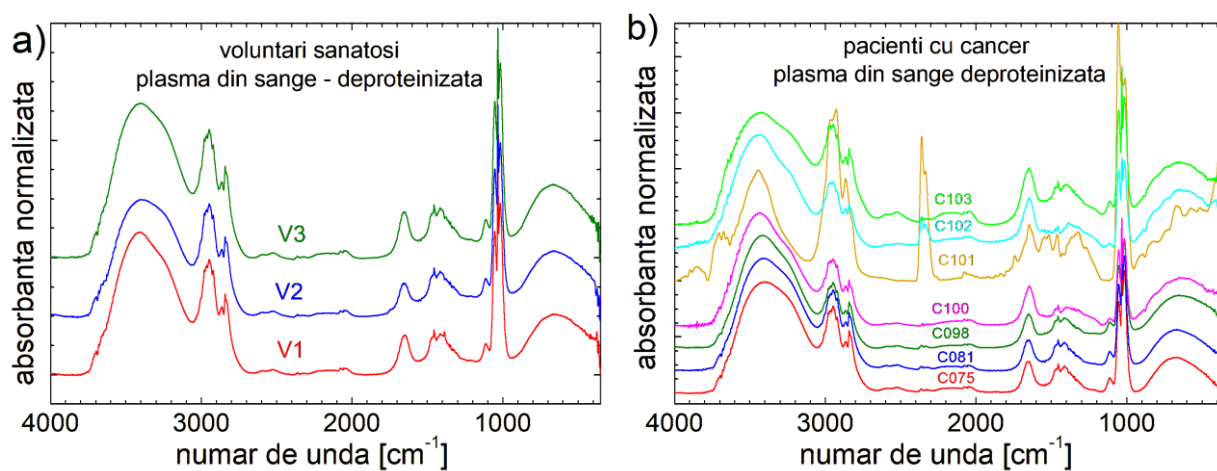 a)
voluntari sanatosi
plasma din sange - deproteinizata
absorbanta normalizata
V3
V2
V1
4000 3000 2000 1000
numar de unda [cm⁻¹]
b)
pacienti cu cancer
plasma din sange deproteinizata
absorbanta normalizata
C103
C102
C101
C100
C098
C081
C075
4000 3000 2000 1000
numar de unda [cm⁻¹]